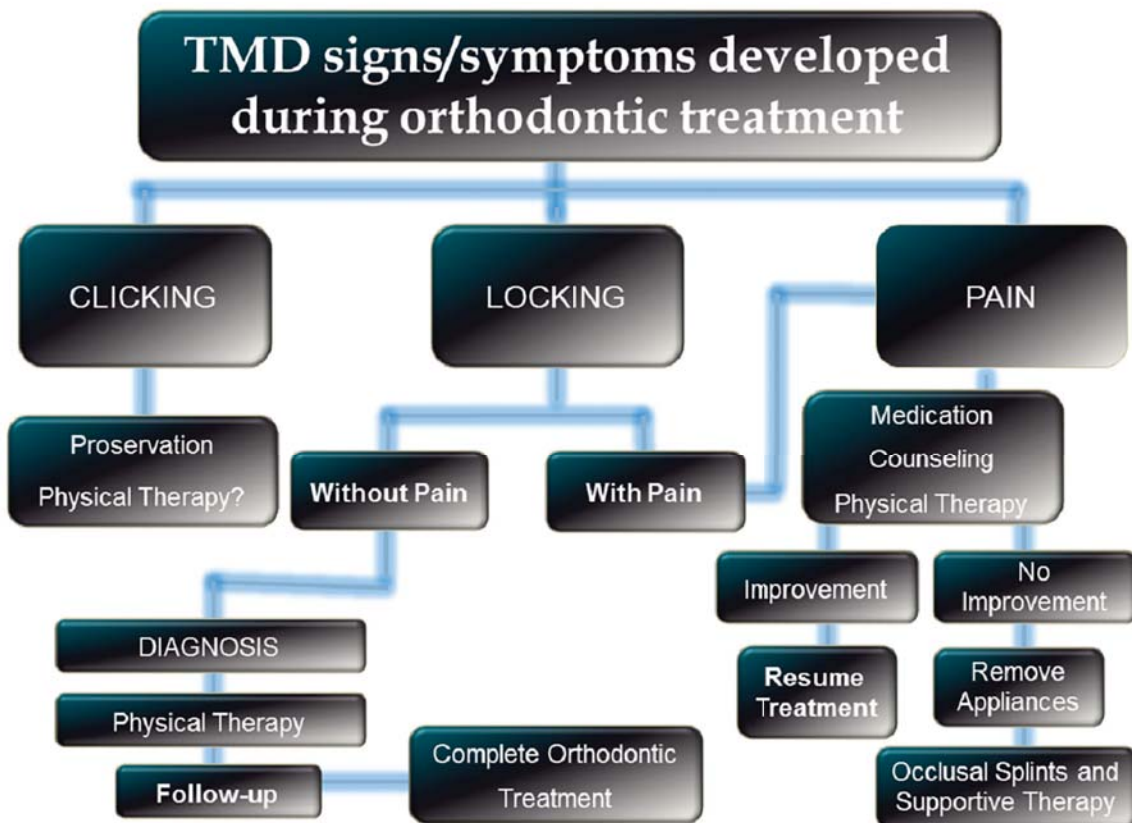 TMD signs/symptoms developed
during orthodontic treatment
CLICKING
LOCKING
PAIN
Proservation
Physical Therapy?
Without Pain
With Pain
Medication
Counseling
Physical Therapy
DIAGNOSIS
Physical Therapy
Follow-up
Complete Orthodontic
Treatment
Improvement
Resume
Treatment
No
Improvement
Remove
Appliances
Occlusal Splints and
Supportive Therapy